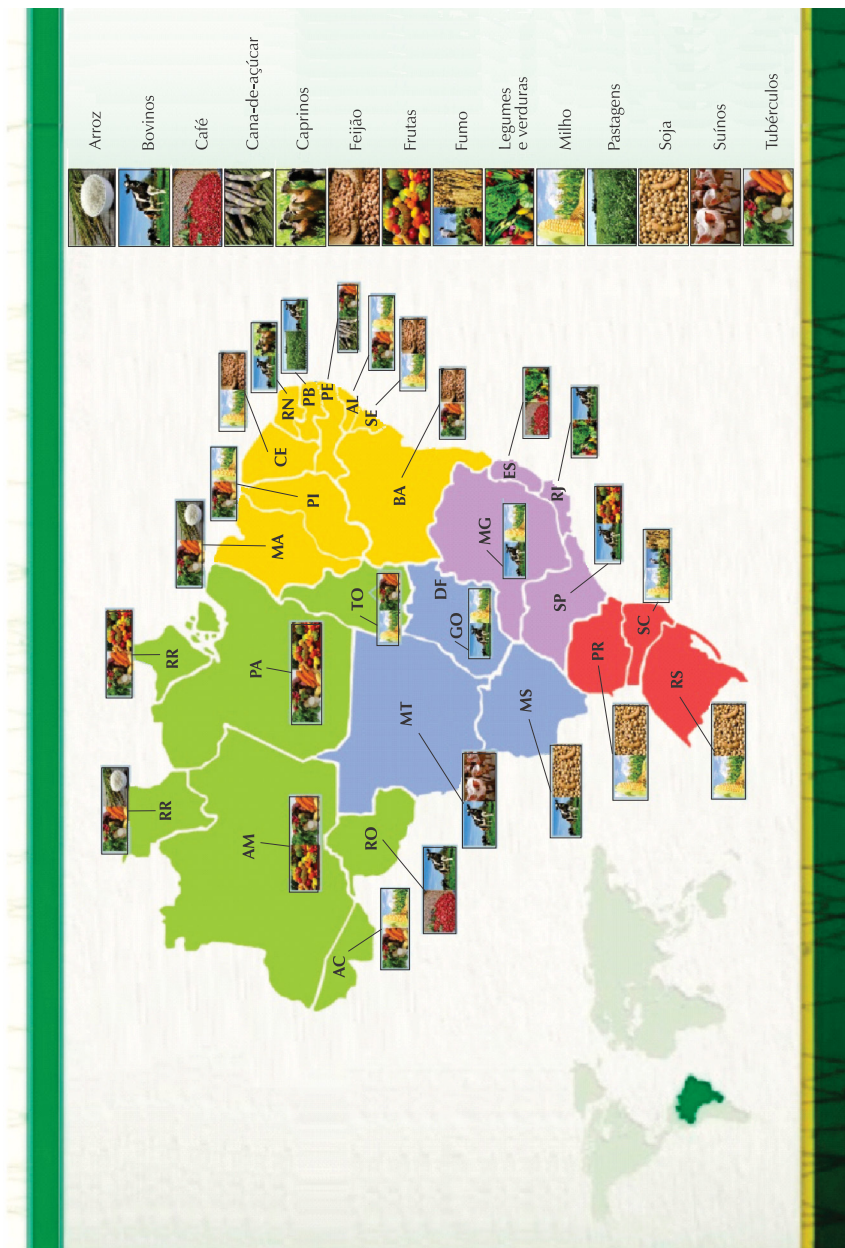 Arroz
Bovinos
Café
Cana-de-açúcar
Caprinos
Feijão
Frutas
Fumo
Legumes
e verduras
Milho
Pastagens
Soja
Suínos
Tubérculos
RR
RR
AM
PA
MA
PI
CE
RN
PB
PE
AL
SE
AC
RO
TO
BA
MT
DF
GO
MG
ES
MS
SP
RJ
PR
SC
RS